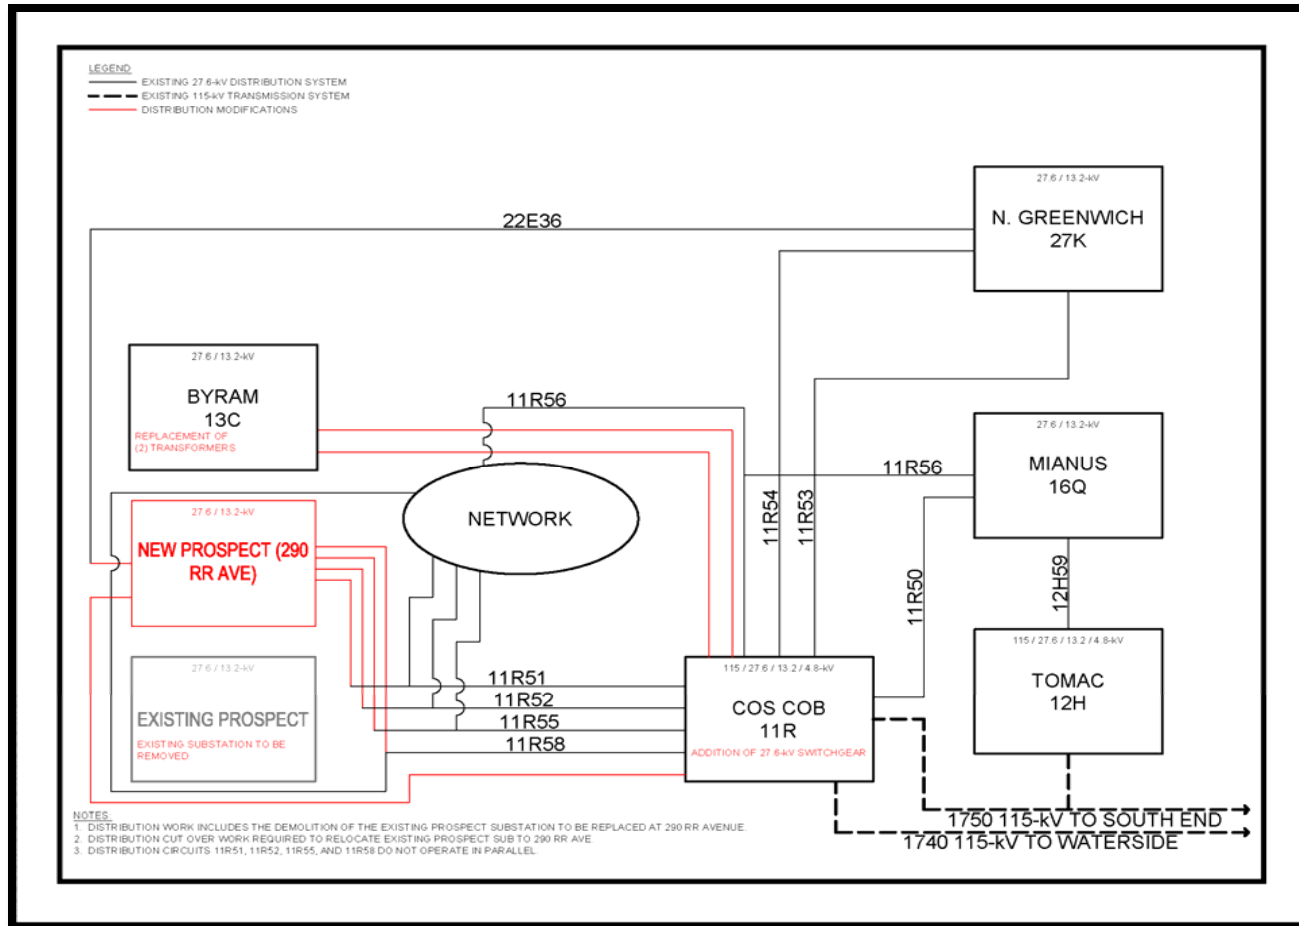 LEGEND
EXISTING 27.6-kV DISTRIBUTION SYSTEM
EXISTING 115-kV TRANSMISSION SYSTEM
DISTRIBUTION MODIFICATIONS
27.6 / 13.2-kV
N. GREENWICH
27K
22E36
27.6 / 13.2-kV
BYRAM
13C
REPLACEMENT OF
(2) TRANSFORMERS
11R56
11R54
11R53
27.6 / 13.2-kV
MIANUS
16Q
11R56
11R50
12H59
NETWORK
27.6 / 13.2-kV
NEW PROSPECT (290
RR AVE)
27.6 / 13.2-kV
EXISTING PROSPECT
EXISTING SUBSTATION TO BE
REMOVED
11R51
11R52
11R55
11R58
115 / 27.6 / 13.2 / 4.8-kV
COS COB
11R
ADDITION OF 27.6-kV SWITCHGEAR
115 / 27.6 / 13.2 / 4.8-kV
TOMAC
12H
1750 115-kV TO SOUTH END
1740 115-kV TO WATERSIDE
NOTES:
1. DISTRIBUTION WORK INCLUDES THE DEMOLITION OF THE EXISTING PROSPECT SUBSTATION TO BE REPLACED AT 290 RR AVENUE.
2. DISTRIBUTION CUT OVER WORK REQUIRED TO RELOCATE EXISTING PROSPECT SUB TO 290 RR AVE.
3. DISTRIBUTION CIRCUITS 11R51, 11R52, 11R55, AND 11R58 DO NOT OPERATE IN PARALLEL.